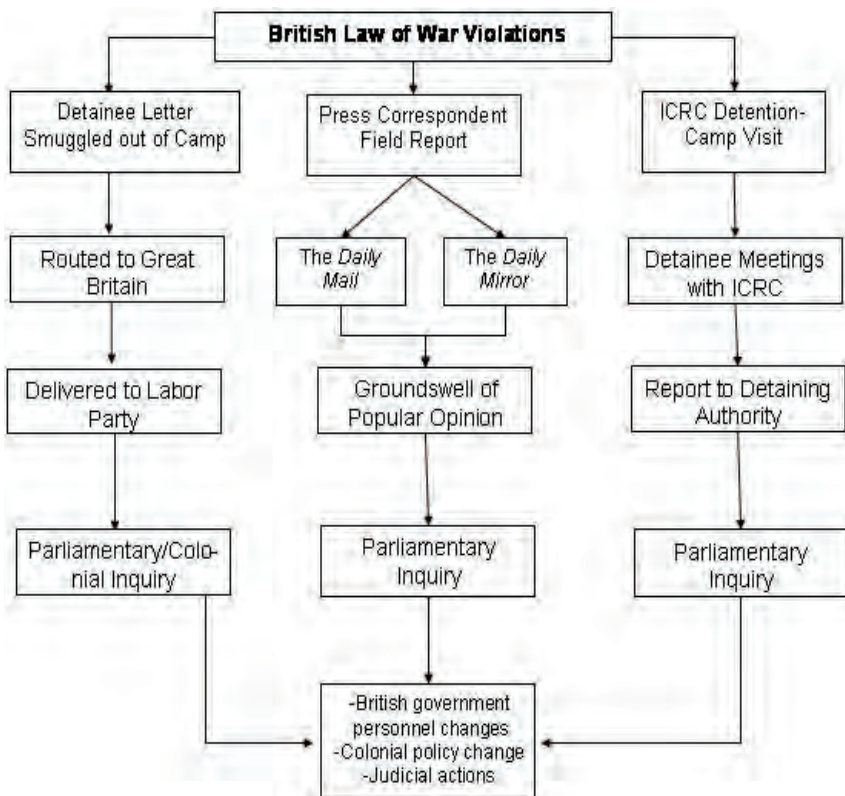 British Law of War Violations
Detainee Letter
Smuggled out of Camp
Press Correspondent
Field Report
ICRC Detention-
Camp Visit
Routed to Great
Britain
The Daily
Mail
The Daily
Mirror
Detainee Meetings
with ICRC
Delivered to Labor
Party
Groundswell of
Popular Opinion
Report to Detaining
Authority
Parliamentary/Colo-
nial Inquiry
Parliamentary
Inquiry
Parliamentary
Inquiry
-British government
personnel changes
-Colonial policy change
-Judicial actions